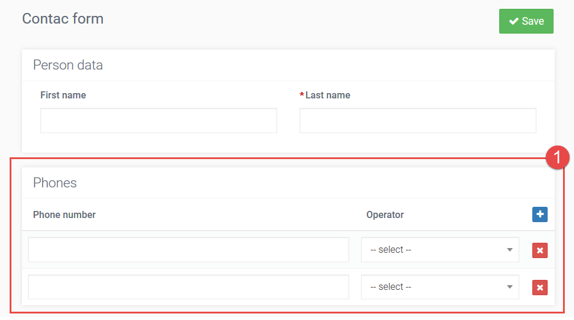 Contac form
Save
Person data
First name
*Last name
1
Phones
Phone number
Operator
-- select --
-- select --